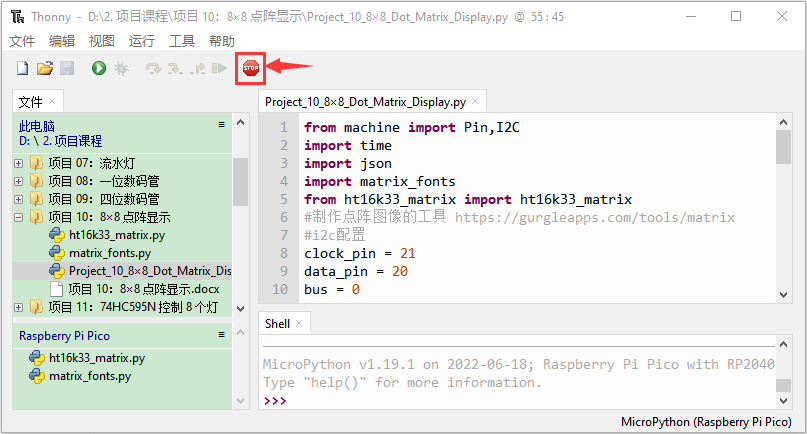 Thonny - D:\2. 项目课程\项目 10：8×8 点阵显示\Project_10_8×8_Dot_Matrix_Display.py @ 55 : 45
文件 编辑 视图 运行 工具 帮助
STOP
文件
此电脑
D: \ 2. 项目课程
项目 07：流水灯
项目 08：一位数码管
项目 09：四位数码管
项目 10：8×8 点阵显示
ht16k33_matrix.py
matrix_fonts.py
Project_10_8×8_Dot_Matrix_Dis
项目 10：8×8 点阵显示.docx
项目 11：74HC595N 控制 8 个灯
Raspberry Pi Pico
ht16k33_matrix.py
matrix_fonts.py
Project_10_8×8_Dot_Matrix_Display.py
1 from machine import Pin,I2C
2 import time
3 import json
4 import matrix_fonts
5 from ht16k33_matrix import ht16k33_matrix
6 #制作点阵图像的工具 https://gurgleapps.com/tools/matrix
7 #i2c配置
8 clock_pin = 21
9 data_pin = 20
10 bus = 0
Shell
MicroPython v1.19.1 on 2022-06-18; Raspberry Pi Pico with RP2040
Type "help()" for more information.
>>>
MicroPython (Raspberry Pi Pico)